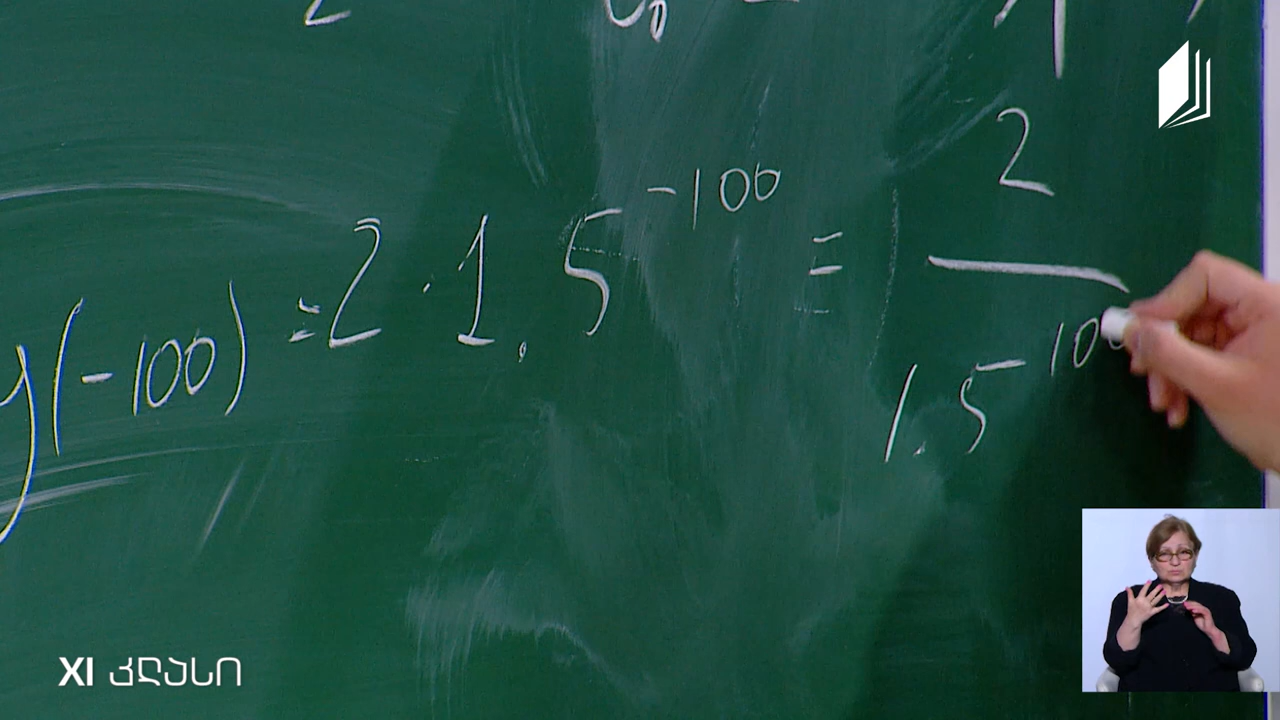 y(-100) = 2 · 1,5^-100 = 2/1,5^100
XI კლასი